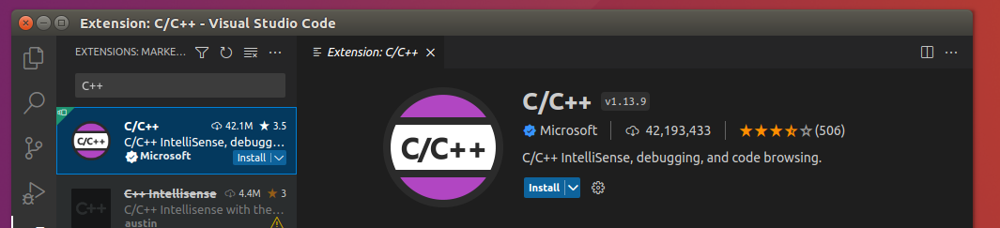 Extension: C/C++ - Visual Studio Code
EXTENSIONS: MARKE...
C++
C/C++
C/C++ 42.1M 3.5
C/C++ IntelliSense, debugg...
Microsoft Install
C++
C++ Intellisense 4.4M 3
C/C++ Intellisense with the...
austin
Extension: C/C++
C/C++
C/C++ v1.13.9
Microsoft 42,193,433 (506)
C/C++ IntelliSense, debugging, and code browsing.
Install